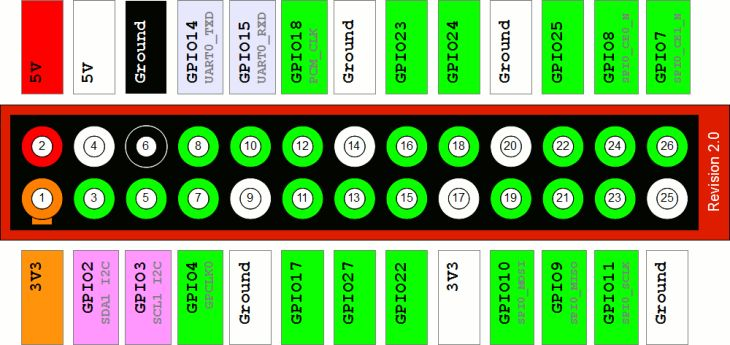 5v
5v
Ground
GPIO14
UART0_TXD
GPIO15
UART0_RXD
GPIO18
PCM_CLK
Ground
GPIO23
GPIO24
Ground
GPIO25
GPIO8
SPI0_CE0_N
GPIO7
SPI0_CE1_N
2 4 6 8 10 12 14 16 18 20 22 24 26
1 3 5 7 9 11 13 15 17 19 21 23 25
Revision 2.0
3V3
GPIO2
SDA1 I2C
GPIO3
SCL1 I2C
GPIO4
GPCLK0
Ground
GPIO17
GPIO27
GPIO22
3V3
GPIO10
SPI0_MOSI
GPIO9
SPI0_MISO
GPIO11
SPI0_SCLK
Ground